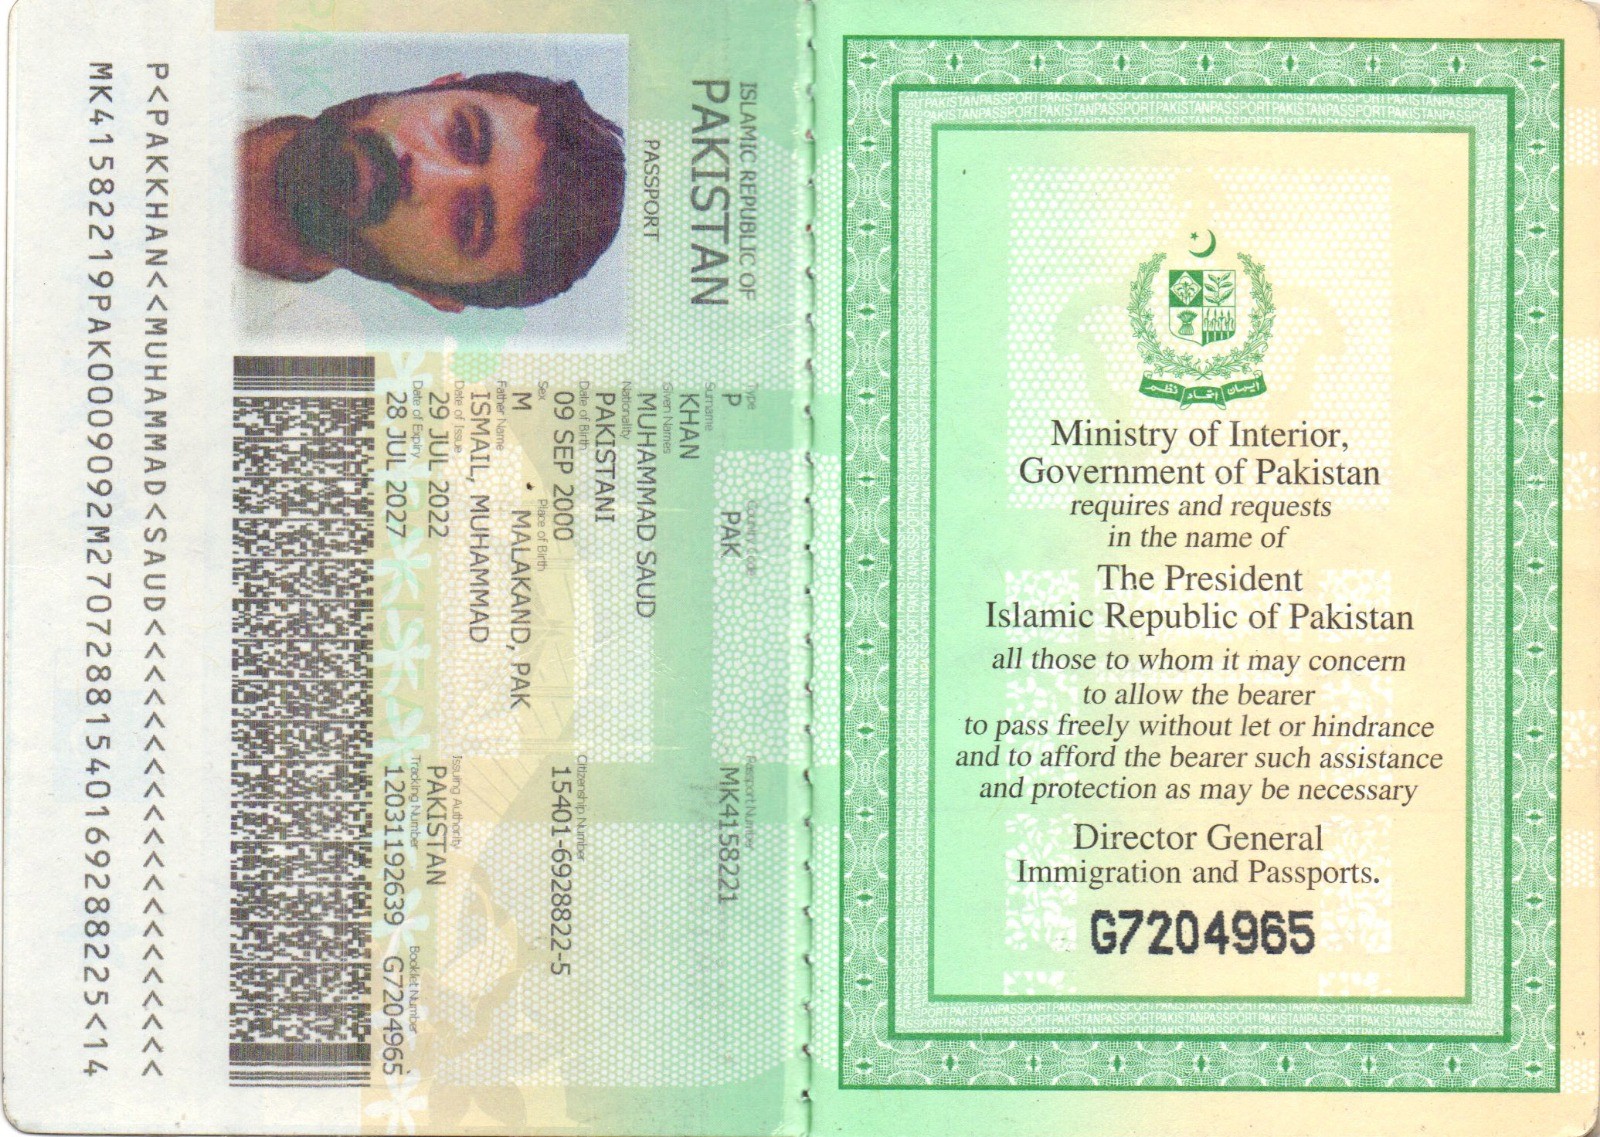 ISLAMIC REPUBLIC OF
PAKISTAN
PASSPORT
Type
Country Code
Passport Number
P
PAK
MK4158221
Surname
KHAN
Given Names
MUHAMMAD SAUD
Nationality
PAKISTANI
Date of Birth
Citizenship Number
09 SEP 2000
15401-6928822-5
Sex
Place of Birth
M
MALAKAND, PAK
Father Name
ISMAIL, MUHAMMAD
Date of Issue
Issuing Authority
29 JUL 2022
PAKISTAN
Date of Expiry
Tracking Number
Booklet Number
28 JUL 2027
12031192639
G7204965
P<PAKKHAN<<MUHAMMAD<SAUD<<<<<<<<<<<<<<<<<<<<
MK41582219PAK0009092M27072881540169288225<14
ایمان اتحاد نظم
Ministry of Interior,
Government of Pakistan
requires and requests
in the name of
The President
Islamic Republic of Pakistan
all those to whom it may concern
to allow the bearer
to pass freely without let or hindrance
and to afford the bearer such assistance
and protection as may be necessary
Director General
Immigration and Passports.
G7204965